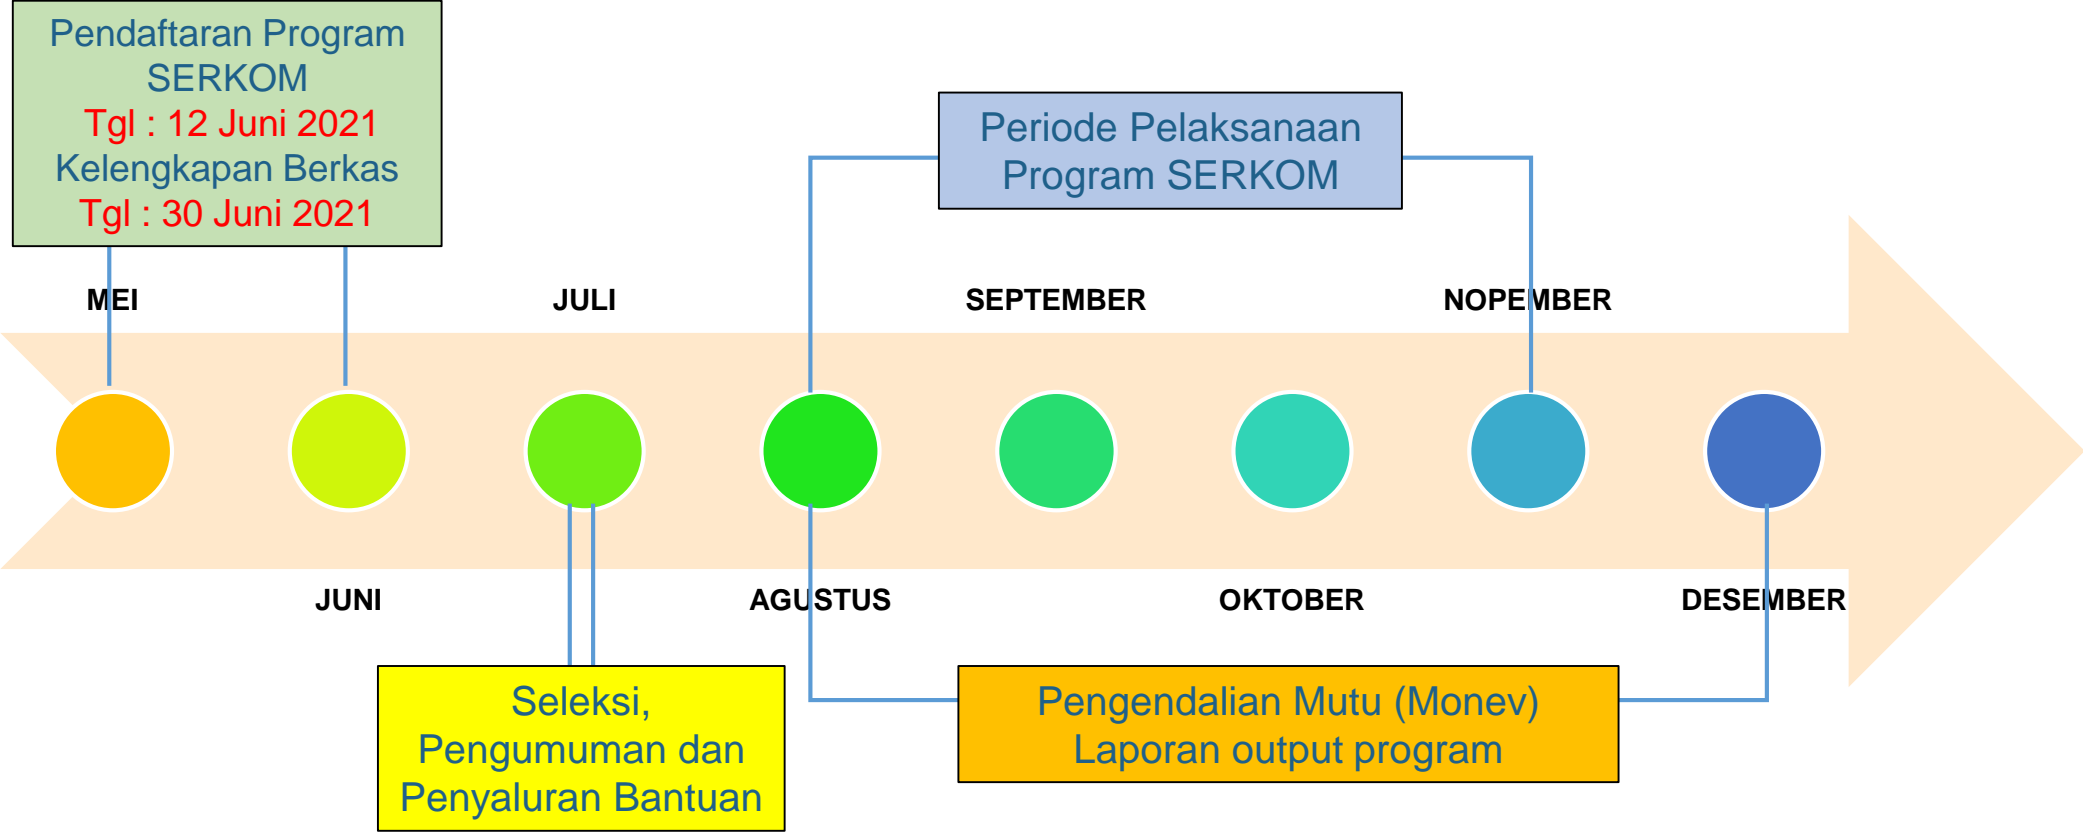 Pendaftaran Program
SERKOM
Tgl : 12 Juni 2021
Kelengkapan Berkas
Tgl : 30 Juni 2021
Periode Pelaksanaan
Program SERKOM
MEI
JULI
SEPTEMBER
NOPEMBER
JUNI
AGUSTUS
OKTOBER
DESEMBER
Seleksi,
Pengumuman dan
Penyaluran Bantuan
Pengendalian Mutu (Monev)
Laporan output program